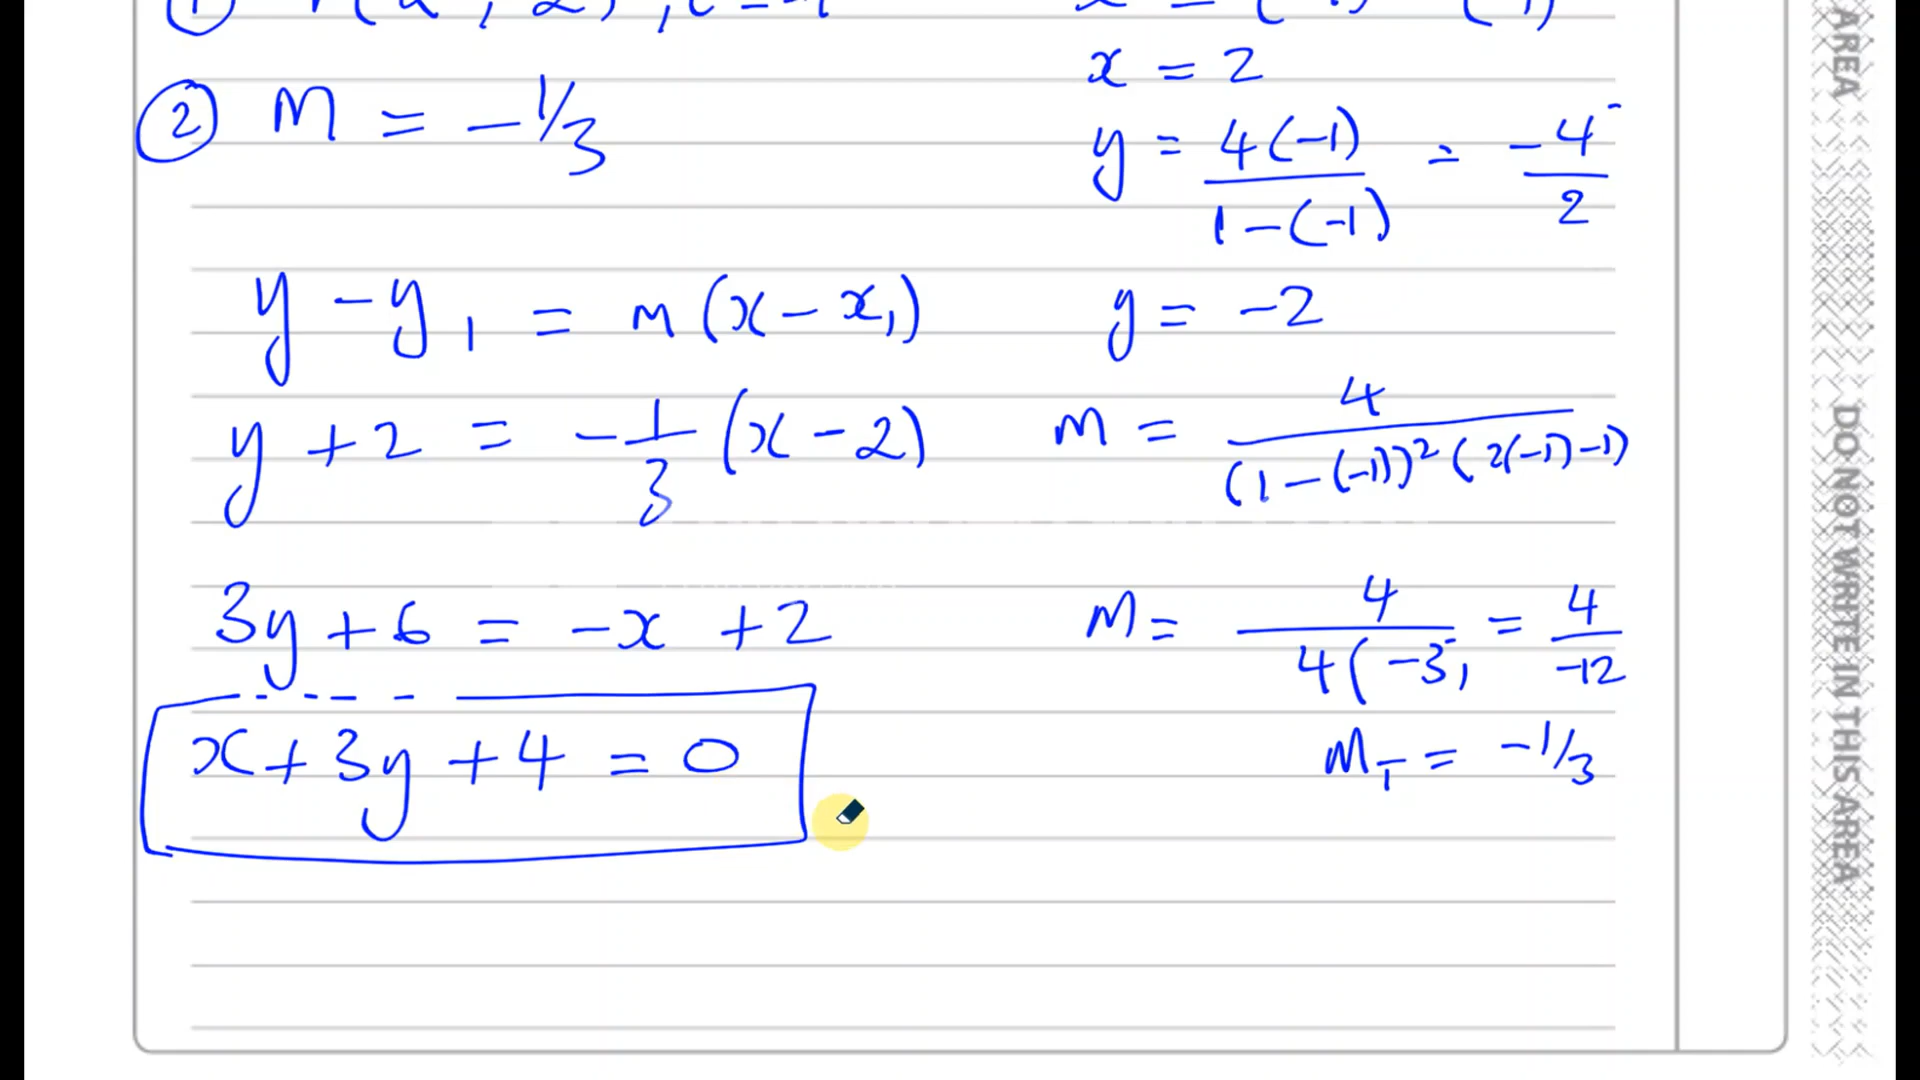 ② M = -1/3
y - y₁ = m(x - x₁)
y + 2 = -1/3 (x - 2)
3y + 6 = -x + 2
x + 3y + 4 = 0
x = 2
y = 4(-1)/1-(-1) = -4/2
y = -2
m = 4/(1-(-1))²(2(-1)-1)
M = 4/4(-3) = 4/-12
M_T = -1/3
AREA
DO NOT WRITE IN THIS AREA